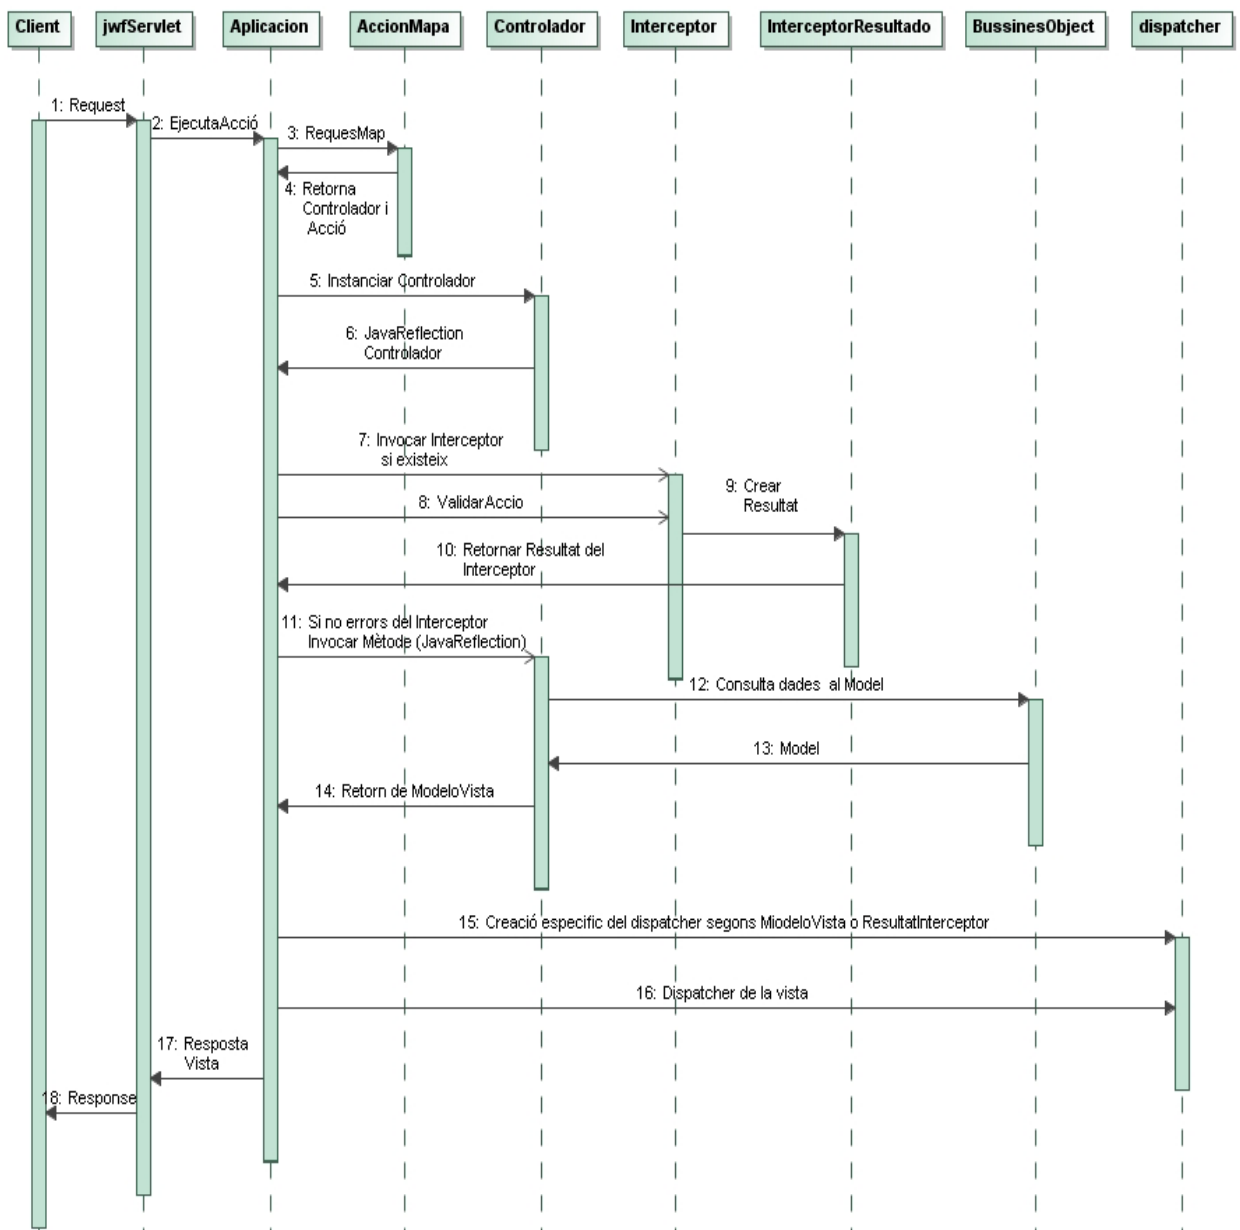 Client
jwfServlet
Aplicacion
AccionMapa
Controlador
Interceptor
InterceptorResultado
BussinesObject
dispatcher
1: Request
2: EjecutaAcció
3: RequesMap
4: Retorna
Controlador i
Acció
5: Instanciar Controlador
6: JavaReflection
Controlador
7: Invocar Interceptor
si existeix
8: ValidarAccio
9: Crear
Resultat
10: Retornar Resultat del
Interceptor
11: Si no errors del Interceptor
Invocar Mètode (JavaReflection)
12: Consulta dades al Model
13: Model
14: Retorn de ModeloVista
15: Creació especific del dispatcher segons MiodeloVista o ResultatInterceptor
16: Dispatcher de la vista
17: Resposta
Vista
18: Response